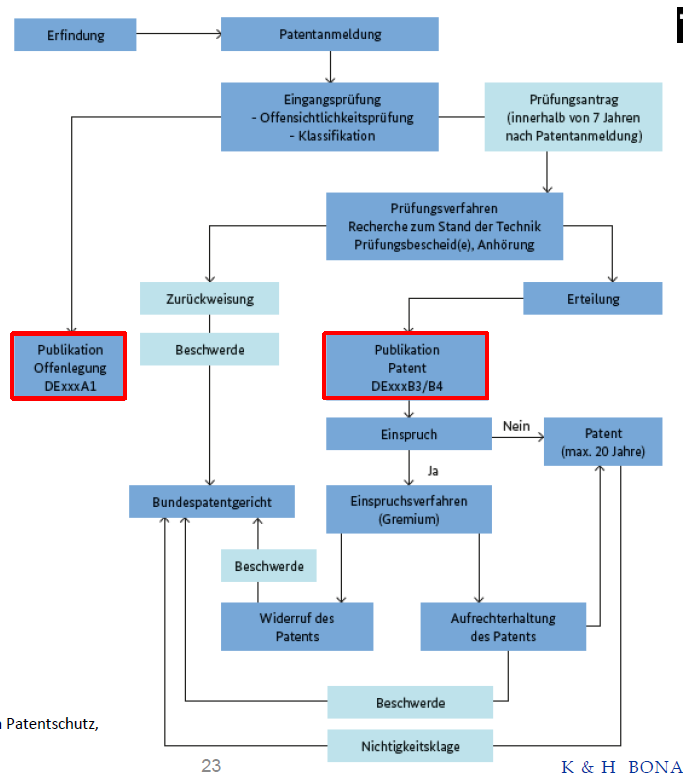 Erfindung
Patentanmeldung
Eingangsprüfung
- Offensichtlichkeitsprüfung
- Klassifikation
Prüfungsantrag
(innerhalb von 7 Jahren
nach Patentanmeldung)
Prüfungsverfahren
Recherche zum Stand der Technik
Prüfungsbescheid(e), Anhörung
Zurückweisung
Erteilung
Beschwerde
Publikation
Offenlegung
DExxxA1
Publikation
Patent
DExxxB3/B4
Einspruch
Nein
Patent
(max. 20 Jahre)
Ja
Bundespatentgericht
Einspruchsverfahren
(Gremium)
Beschwerde
Widerruf des
Patents
Aufrechterhaltung
des Patents
Beschwerde
Patentschutz,
Nichtigkeitsklage
23
K & H BONA